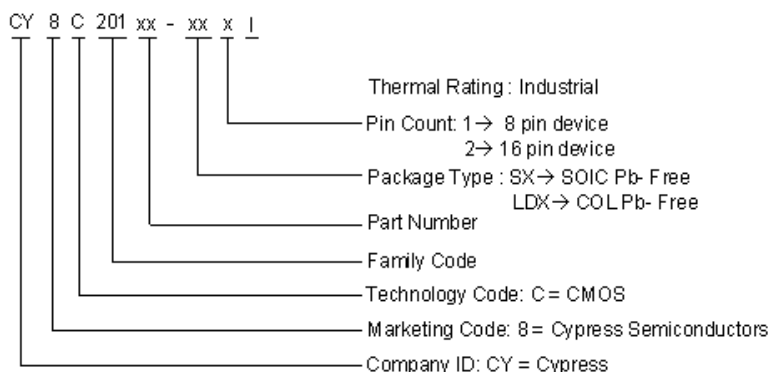 CY 8 C 201 xx - xx x I
Thermal Rating : Industrial
Pin Count: 1→ 8 pin device
2→ 16 pin device
Package Type : SX→ SOIC Pb- Free
LDX→ COL Pb- Free
Part Number
Family Code
Technology Code: C = CMOS
Marketing Code: 8 = Cypress Semiconductors
Company ID: CY = Cypress